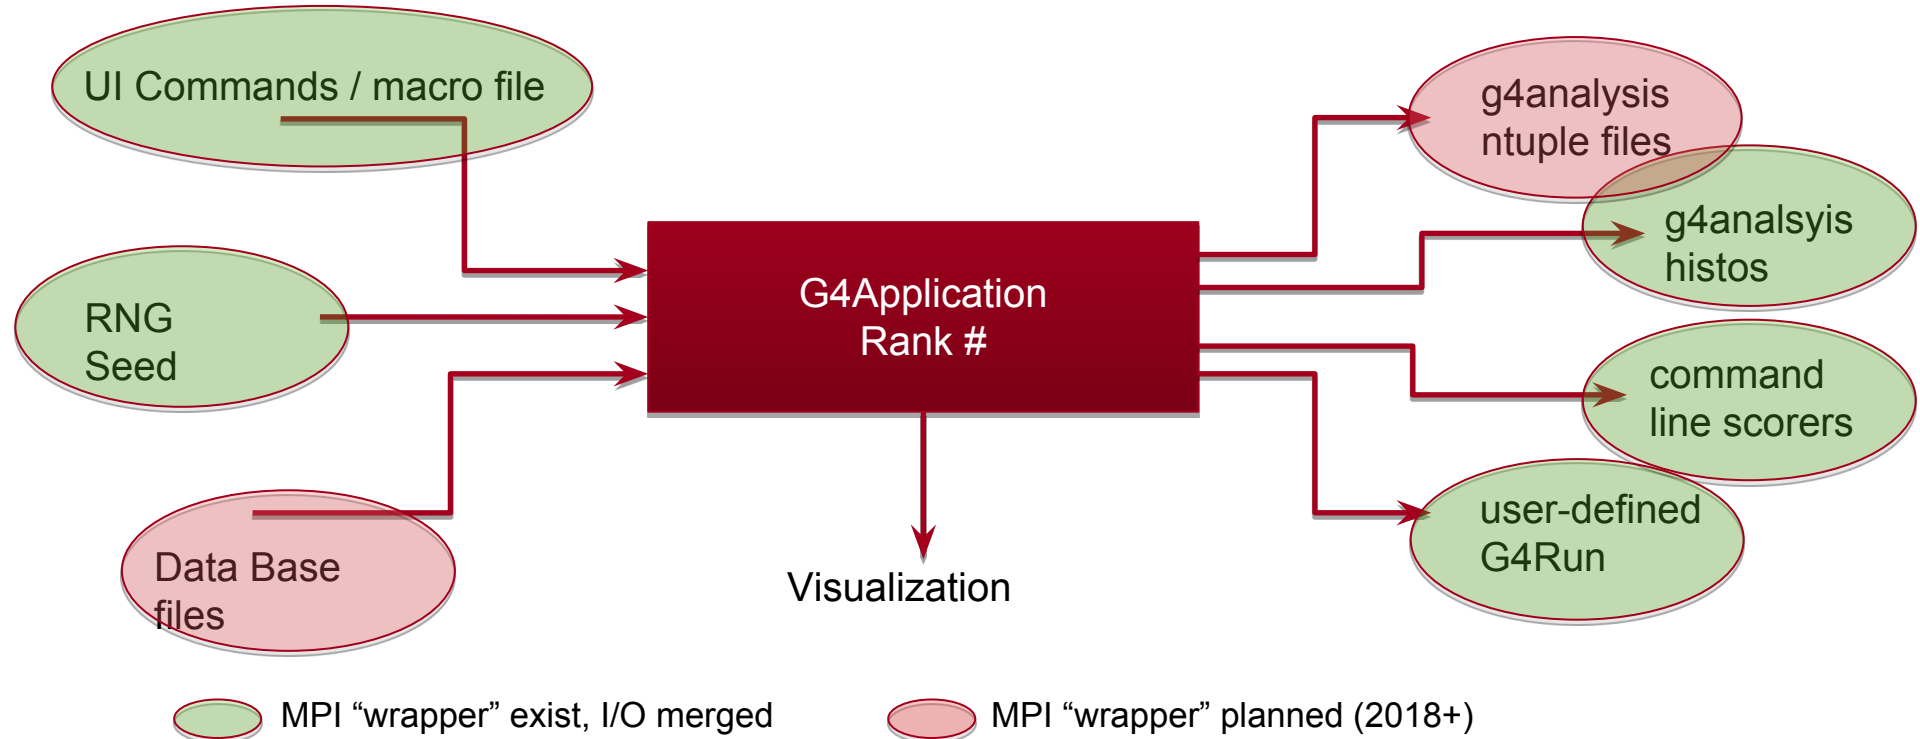 UI Commands / macro file
RNG
Seed
Data Base
files
G4Application
Rank #
Visualization
g4analysis
ntuple files
g4analsyis
histos
command
line scorers
user-defined
G4Run
MPI “wrapper” exist, I/O merged
MPI “wrapper” planned (2018+)